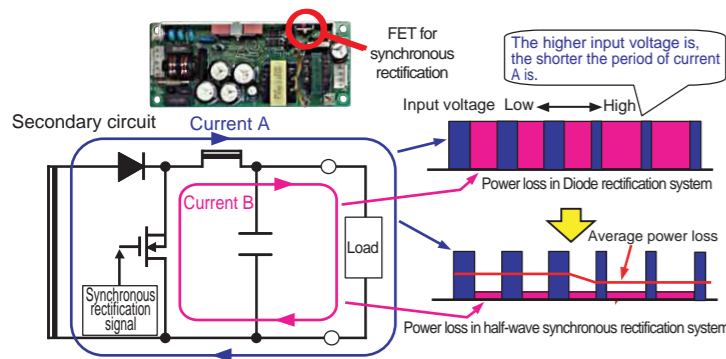 FET for
synchronous
rectification
The higher input voltage is,
the shorter the period of current
A is.
Input voltage Low High
Secondary circuit
Current A
Power loss in Diode rectification system
Current B
Load
Average power loss
Synchronous
rectification
signal
Power loss in half-wave synchronous rectification system